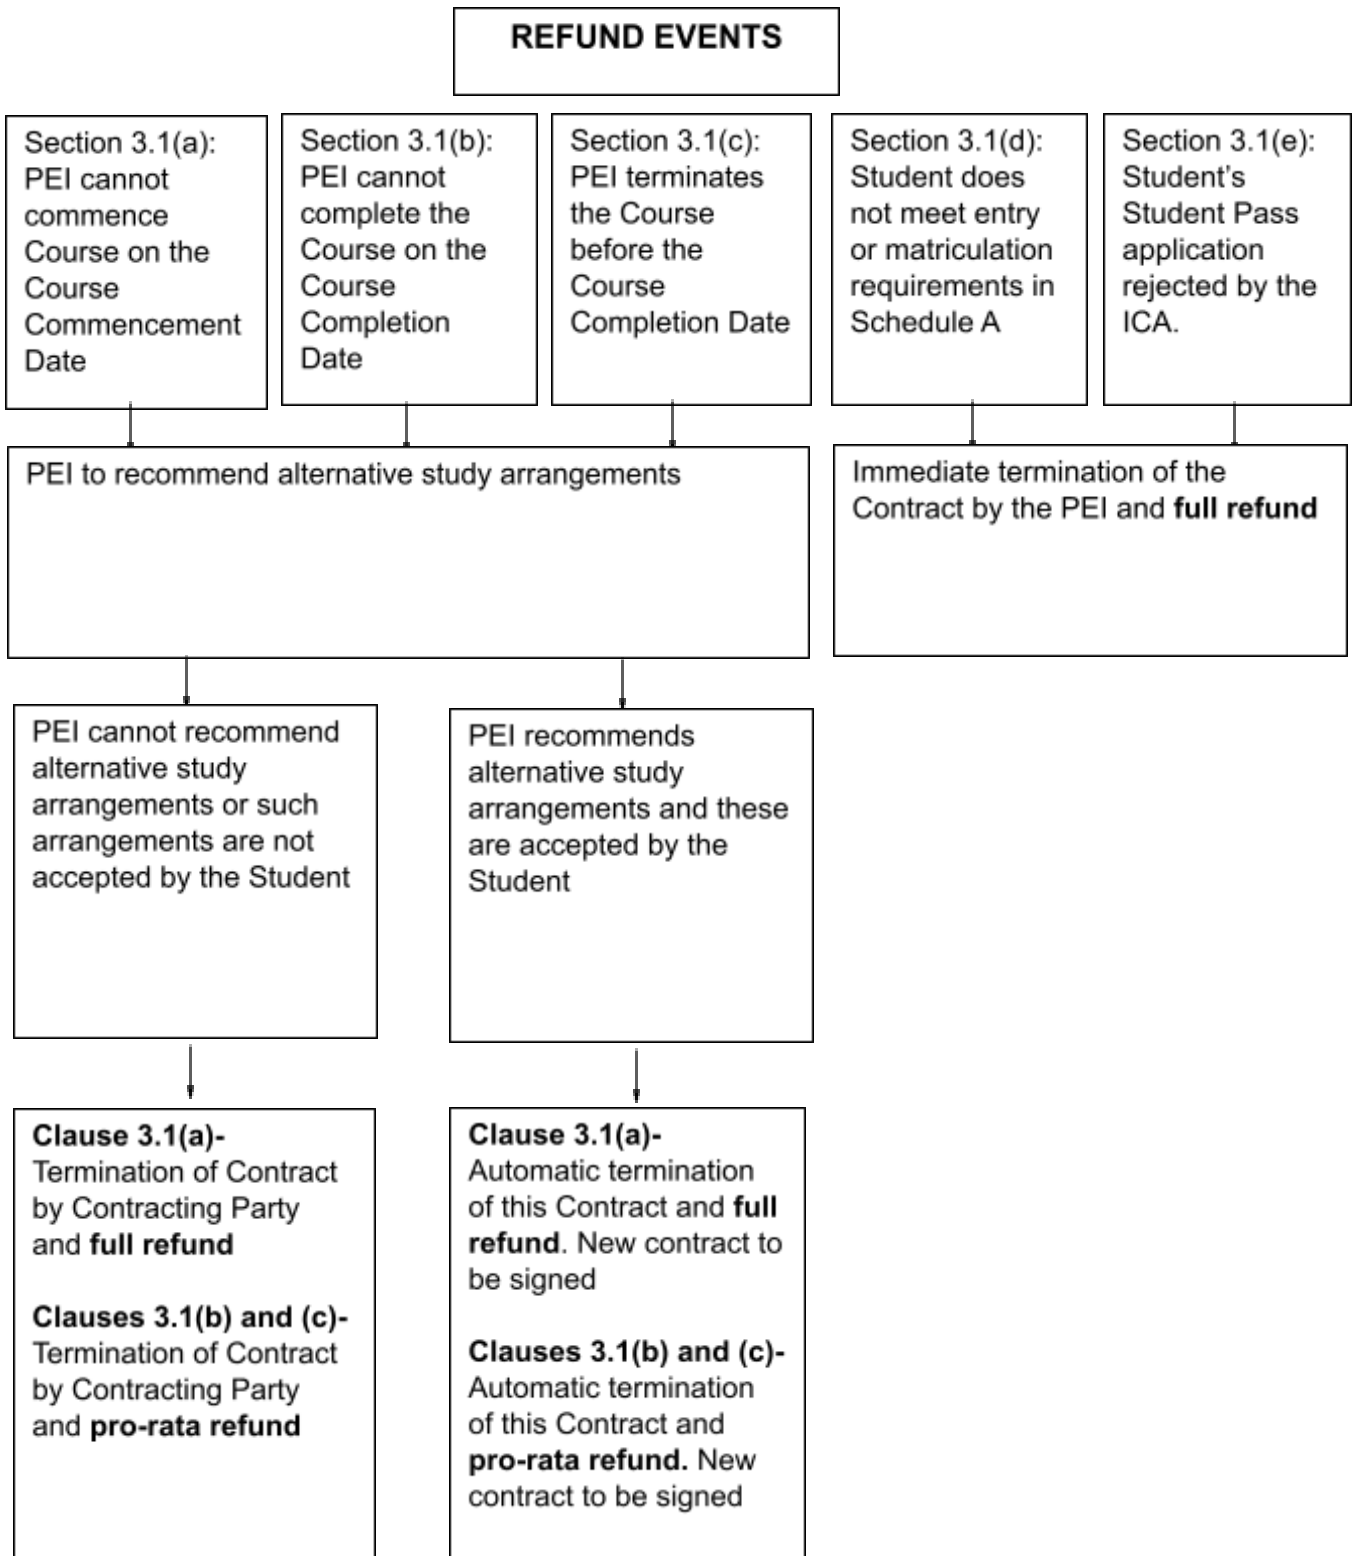 REFUND EVENTS
Section 3.1(a):
PEI cannot
commence
Course on the
Course
Commencement
Date
Section 3.1(b):
PEI cannot
complete the
Course on the
Course
Completion
Date
Section 3.1(c):
PEI terminates
the Course
before the
Course
Completion Date
Section 3.1(d):
Student does
not meet entry
or matriculation
requirements in
Schedule A
Section 3.1(e):
Student’s
Student Pass
application
rejected by the
ICA.
PEI to recommend alternative study arrangements
Immediate termination of the
Contract by the PEI and full refund
PEI cannot recommend
alternative study
arrangements or such
arrangements are not
accepted by the Student
PEI recommends
alternative study
arrangements and these
are accepted by the
Student
Clause 3.1(a)-
Termination of Contract
by Contracting Party
and full refund
Clauses 3.1(b) and (c)-
Termination of Contract
by Contracting Party
and pro-rata refund
Clause 3.1(a)-
Automatic termination
of this Contract and full
refund. New contract to
be signed
Clauses 3.1(b) and (c)-
Automatic termination
of this Contract and
pro-rata refund. New
contract to be signed